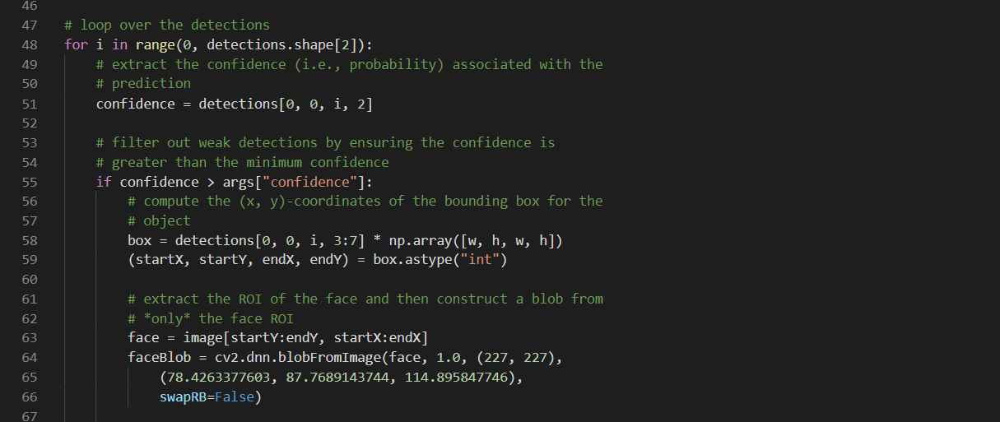 46
47 # loop over the detections
48 for i in range(0, detections.shape[2]):
49 # extract the confidence (i.e., probability) associated with the
50 # prediction
51 confidence = detections[0, 0, i, 2]
52
53 # filter out weak detections by ensuring the confidence is
54 # greater than the minimum confidence
55 if confidence > args["confidence"]:
56 # compute the (x, y)-coordinates of the bounding box for the
57 # object
58 box = detections[0, 0, i, 3:7] * np.array([w, h, w, h])
59 (startX, startY, endX, endY) = box.astype("int")
60
61 # extract the ROI of the face and then construct a blob from
62 # *only* the face ROI
63 face = image[startY:endY, startX:endX]
64 faceBlob = cv2.dnn.blobFromImage(face, 1.0, (227, 227),
65 (78.4263377603, 87.7689143744, 114.895847746),
66 swapRB=False)
67